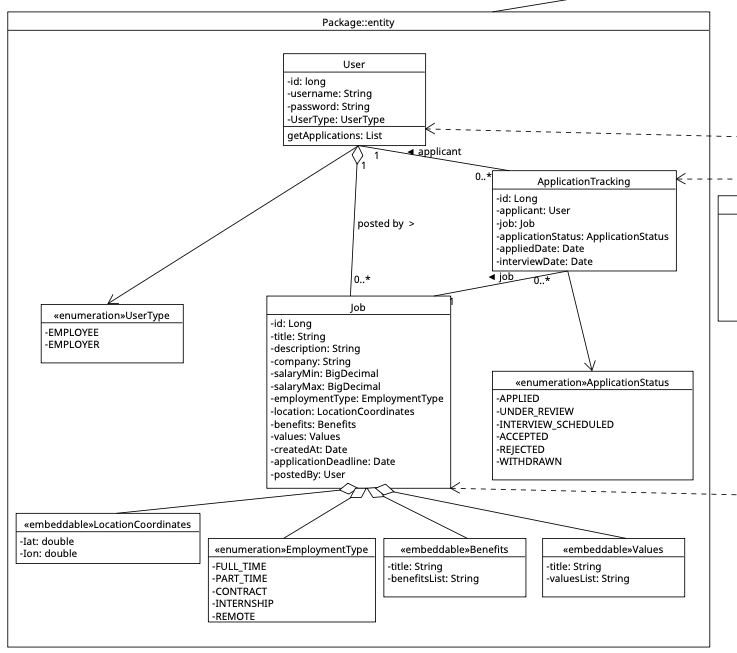 Package::entity
User
-id: long
-username: String
-password: String
-UserType: UserType
getApplications: List
1
◄ applicant
0..*
1
ApplicationTracking
-id: Long
-applicant: User
-job: Job
-applicationStatus: ApplicationStatus
-appliedDate: Date
-interviewDate: Date
posted by >
0..*
◄ job
0..*
1
«enumeration»UserType
-EMPLOYEE
-EMPLOYER
Job
-id: Long
-title: String
-description: String
-company: String
-salaryMin: BigDecimal
-salaryMax: BigDecimal
-employmentType: EmploymentType
-location: LocationCoordinates
-benefits: Benefits
-values: Values
-createdAt: Date
-applicationDeadline: Date
-postedBy: User
«enumeration»ApplicationStatus
-APPLIED
-UNDER_REVIEW
-INTERVIEW_SCHEDULED
-ACCEPTED
-REJECTED
-WITHDRAWN
«embeddable»LocationCoordinates
-Iat: double
-Ion: double
«enumeration»EmploymentType
-FULL_TIME
-PART_TIME
-CONTRACT
-INTERNSHIP
-REMOTE
«embeddable»Benefits
-title: String
-benefitsList: String
«embeddable»Values
-title: String
-valuesList: String